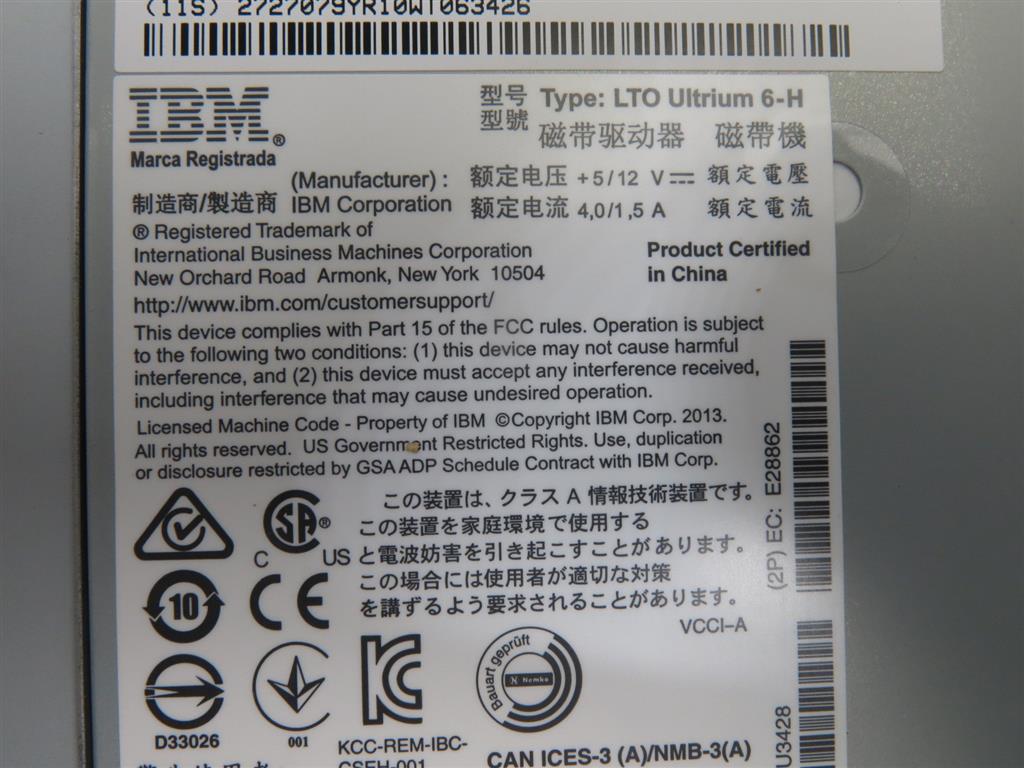 (11S) 2727079YR10WT063426
IBM®
Marca Registrada
型号 Type: LTO Ultrium 6-H
型號 磁带驱动器 磁帶機
(Manufacturer) : 额定电压 +5/12 V 額定電壓
制造商/製造商 IBM Corporation 额定电流 4,0/1,5 A 額定電流
® Registered Trademark of
International Business Machines Corporation
New Orchard Road Armonk, New York 10504
Product Certified
in China
http://www.ibm.com/customersupport/
This device complies with Part 15 of the FCC rules. Operation is subject
to the following two conditions: (1) this device may not cause harmful
interference, and (2) this device must accept any interference received,
including interference that may cause undesired operation.
Licensed Machine Code - Property of IBM ©Copyright IBM Corp. 2013.
All rights reserved. US Government Restricted Rights. Use, duplication
or disclosure restricted by GSA ADP Schedule Contract with IBM Corp.
この装置は、クラス A 情報技術装置です。
この装置を家庭環境で使用する
と電波妨害を引き起こすことがあります。
この場合には使用者が適切な対策
を講ずるよう要求されることがあります。
VCCI-A
(2P) EC: E28862
C SA® US
10
CE
D33026
001
KCC-REM-IBC-
CSEH-001
Bauart geprüft
N Nemko
CAN ICES-3 (A)/NMB-3(A)
U3428